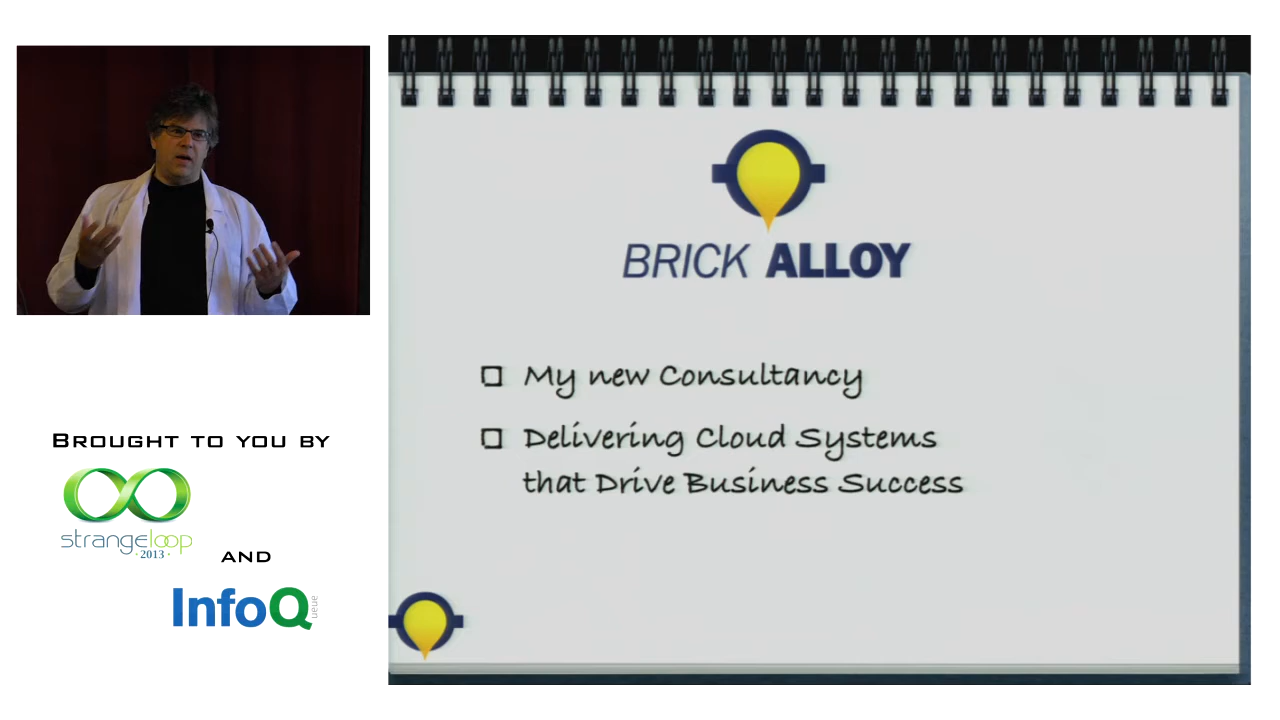 BROUGHT TO YOU BY
strangeloop
· 2013 ·
AND
InfoQ
BRICK ALLOY
My new Consultancy
Delivering Cloud Systems
that Drive Business Success